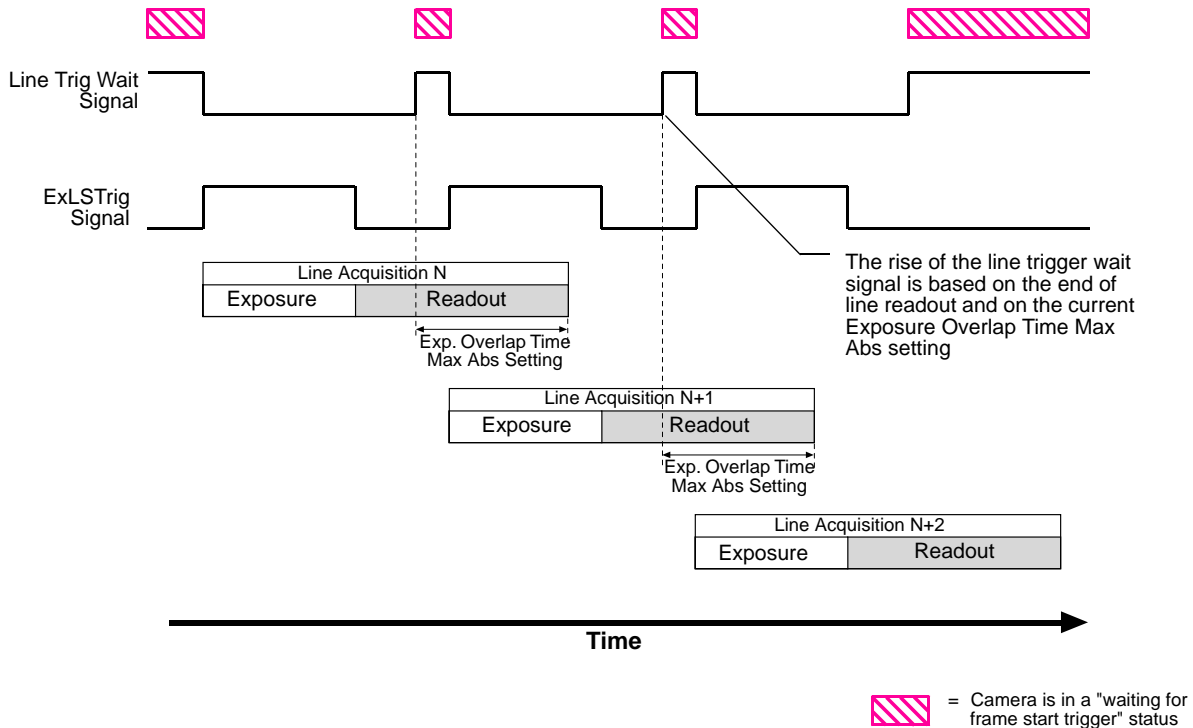 Line Trig Wait
Signal
ExLSTrig
Signal
Line Acquisition N
Exposure
Readout
Exp. Overlap Time
Max Abs Setting
The rise of the line trigger wait
signal is based on the end of
line readout and on the current
Exposure Overlap Time Max
Abs setting
Line Acquisition N+1
Exposure
Readout
Exp. Overlap Time
Max Abs Setting
Line Acquisition N+2
Exposure
Readout
Time
= Camera is in a "waiting for
frame start trigger" status